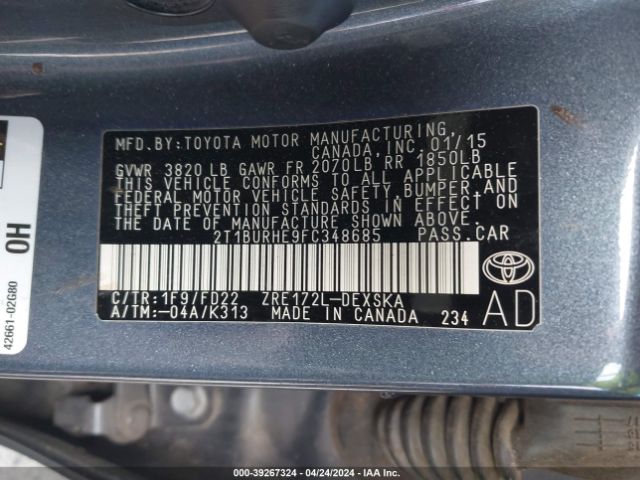 MFD. BY: TOYOTA MOTOR MANUFACTURING,
CANADA, INC. 01/15
GVWR 3820 LB GAWR FR 2070LB RR 1850LB
THIS VEHICLE CONFORMS TO ALL APPLICABLE
FEDERAL MOTOR VEHICLE SAFETY, BUMPER, AND
THEFT PREVENTION STANDARDS IN EFFECT ON
THE DATE OF MANUFACTURE SHOWN ABOVE.
2T1BURHE9FC348685 PASS. CAR
C/TR: 1F9/FD22 ZRE172L-DEXSKA
A/TM: -04A/K313 MADE IN CANADA 234
AD
0H
42661-02G80
000-39267324 / 04/24/2024 / IAA Inc.